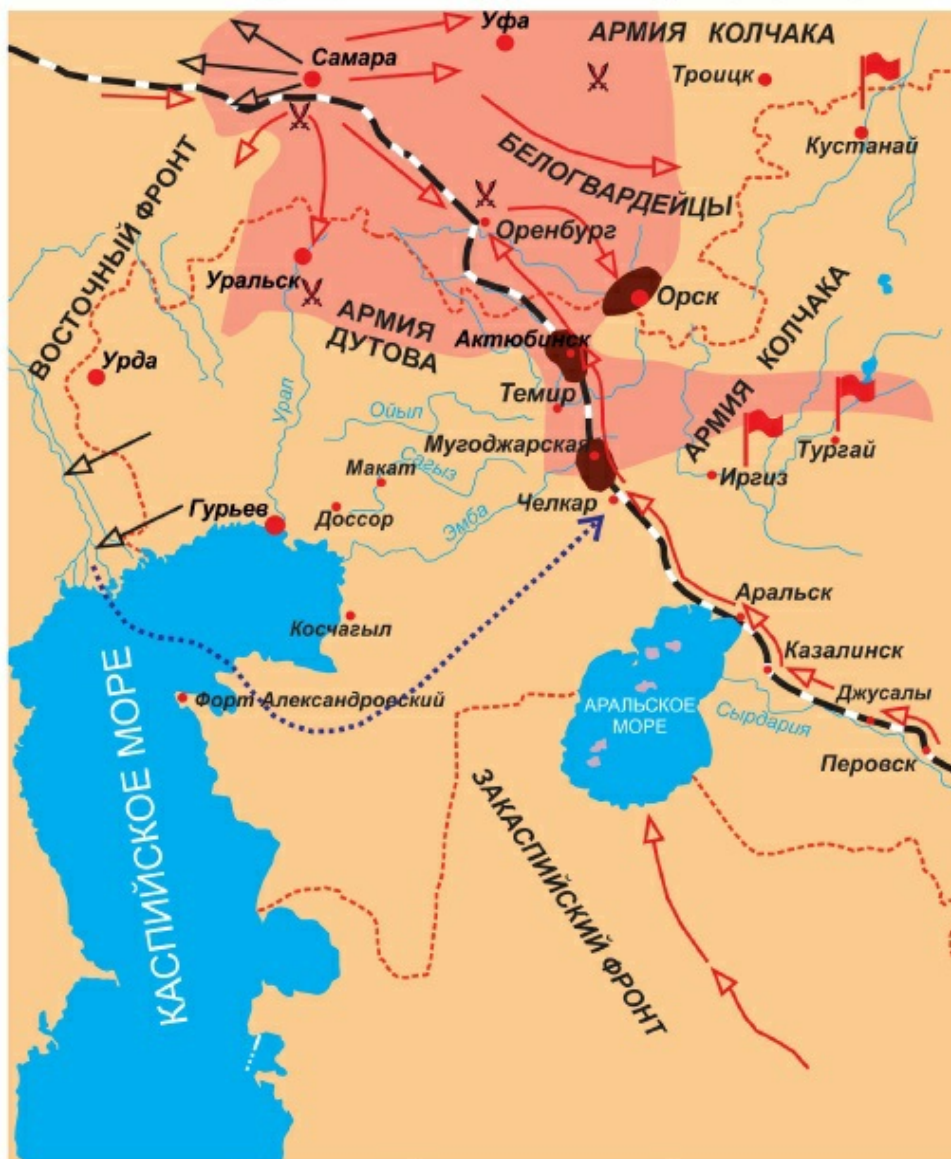 Уфа
АРМИЯ КОЛЧАКА
Самара
Троицк
Кустанай
БЕЛОГВАРДЕЙЦЫ
ВОСТОЧНЫЙ ФРОНТ
Оренбург
Уральск
Орск
АРМИЯ
ДУТОВА
АРМИЯ КОЛЧАКА
Актюбинск
Урда
Урал
Темир
Ойыл
Мугоджарская
Тургай
Сагыз
Макат
Иргиз
Гурьев
Доссор
Эмба
Челкар
Аральск
Косчагыл
Казалинск
КАСПИЙСКОЕ МОРЕ
Форт Александровский
Джусалы
АРАЛЬСКОЕ
МОРЕ
Сырдария
Перовск
ЗАКАСПИЙСКИЙ ФРОНТ